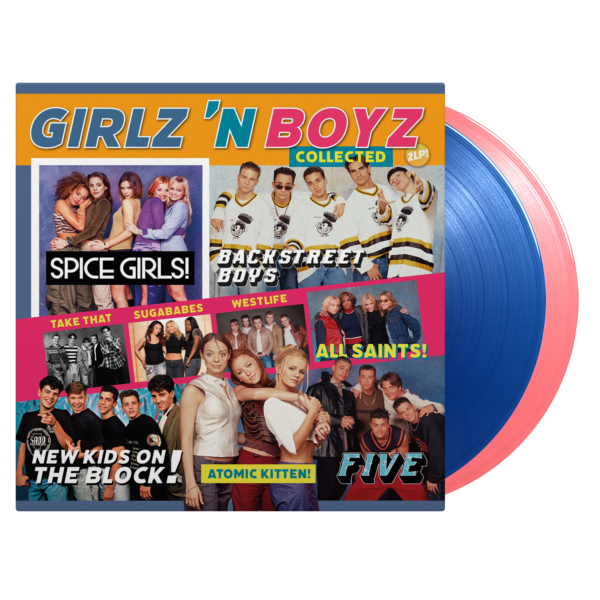 GIRLZ 'N BOYZ
COLLECTED
2LP!
SPICE GIRLS!
BACKSTREET
BOYS
TAKE THAT
SUGABABES
WESTLIFE
ALL SAINTS!
NEW KIDS ON
THE BLOCK!
ATOMIC KITTEN!
FIVE